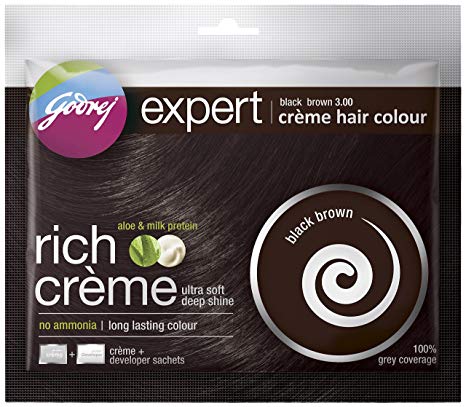 Godrej
expert
black brown 3.00
crème hair colour
black brown
aloe & milk protein
rich
crème
ultra soft
deep shine
no ammonia | long lasting colour
crème
+
crème +
developer sachets
100%
grey coverage